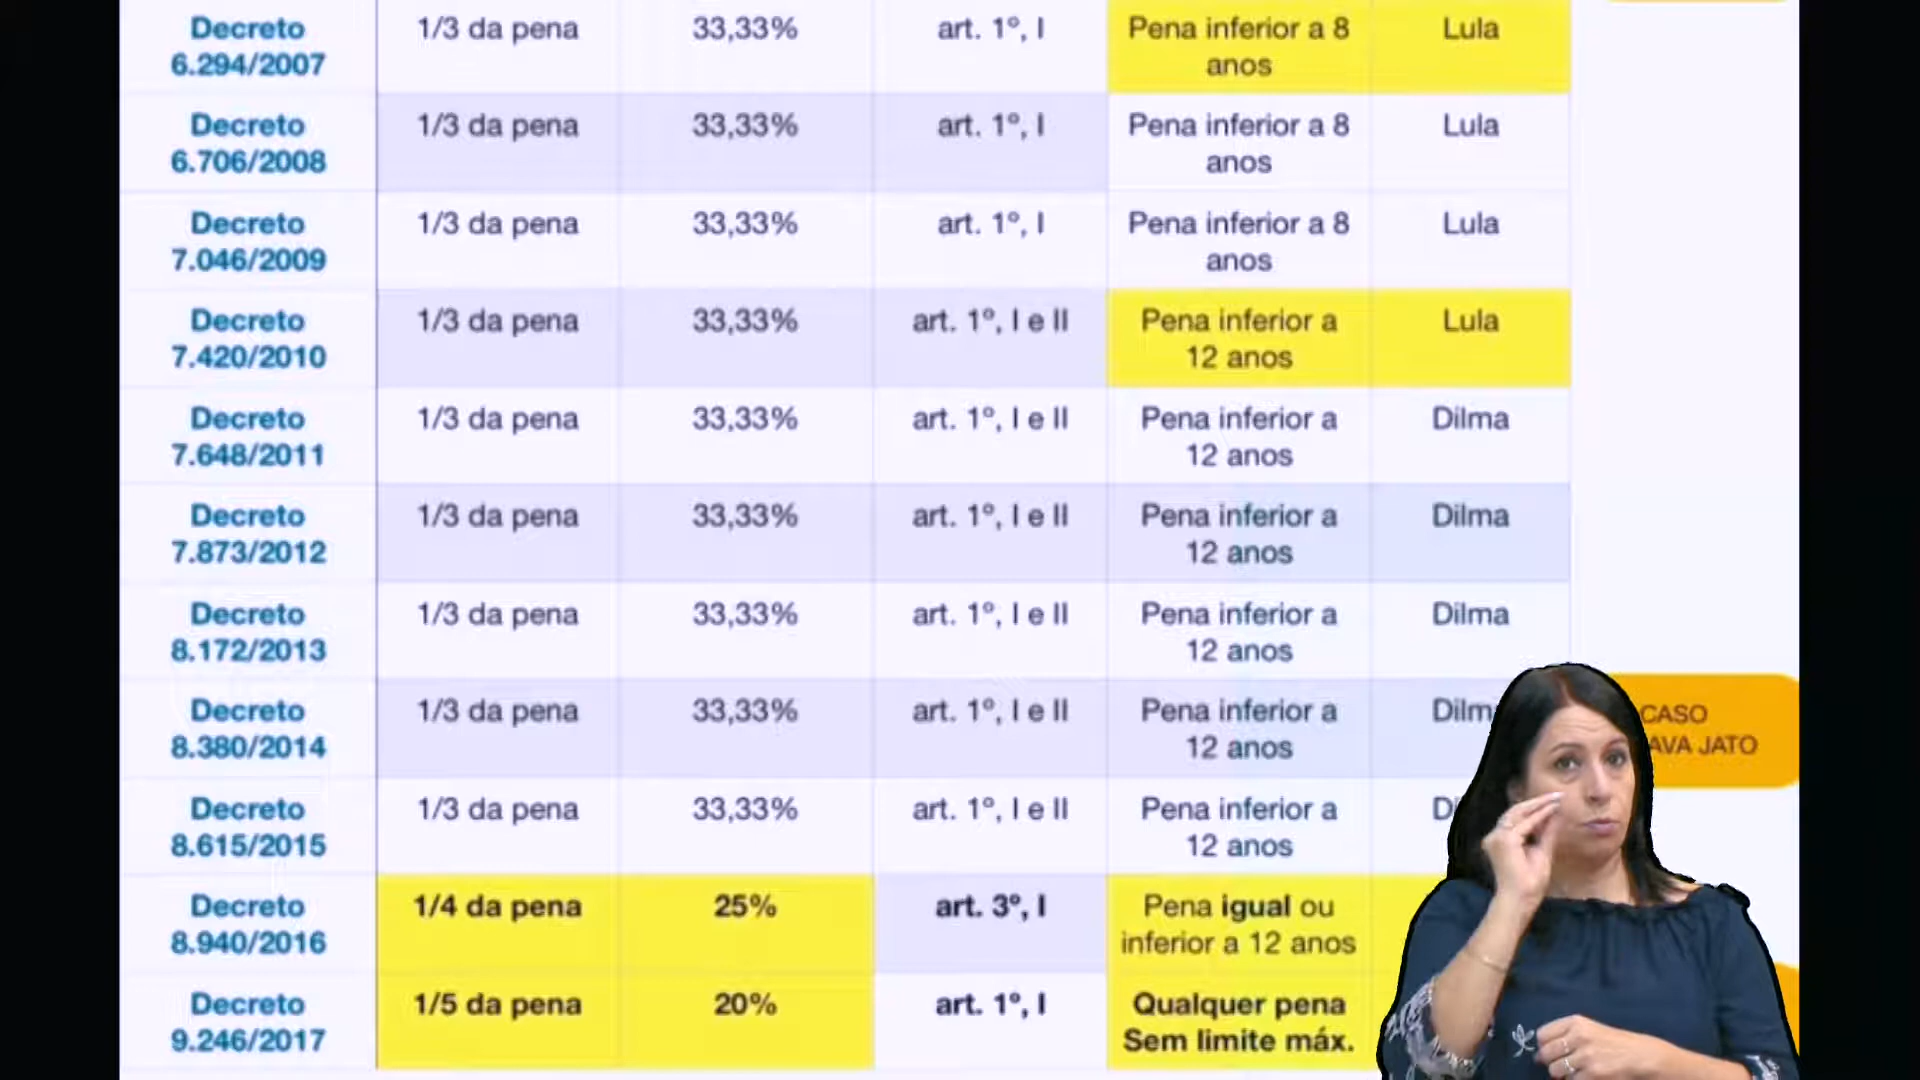 Decreto 1/3 da pena 33,33% art. 1º, I Pena inferior a 8 Lula
6.294/2007 anos
Decreto 1/3 da pena 33,33% art. 1º, I Pena inferior a 8 Lula
6.706/2008 anos
Decreto 1/3 da pena 33,33% art. 1º, I Pena inferior a 8 Lula
7.046/2009 anos
Decreto 1/3 da pena 33,33% art. 1º, I e II Pena inferior a Lula
7.420/2010 12 anos
Decreto 1/3 da pena 33,33% art. 1º, I e II Pena inferior a Dilma
7.648/2011 12 anos
Decreto 1/3 da pena 33,33% art. 1º, I e II Pena inferior a Dilma
7.873/2012 12 anos
Decreto 1/3 da pena 33,33% art. 1º, I e II Pena inferior a Dilma
8.172/2013 12 anos
Decreto 1/3 da pena 33,33% art. 1º, I e II Pena inferior a Dilm CASO
8.380/2014 12 anos AVA JATO
Decreto 1/3 da pena 33,33% art. 1º, I e II Pena inferior a
8.615/2015 12 anos
Decreto 1/4 da pena 25% art. 3º, I Pena igual ou
8.940/2016 inferior a 12 anos
Decreto 1/5 da pena 20% art. 1º, I Qualquer pena
9.246/2017 Sem limite máx.